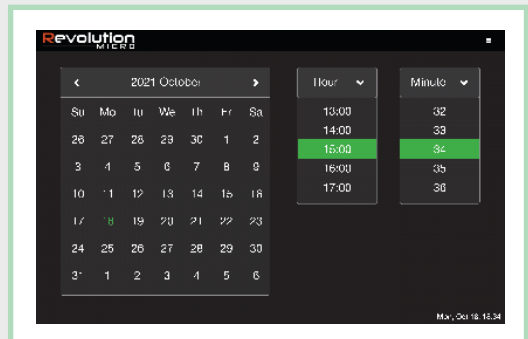 Revolution
MICRO
2021 October
Su Mo Tu We Th Fr Sa
26 27 28 29 30 1 2
3 4 5 6 7 8 9
10 11 12 13 14 15 16
17 18 19 20 21 22 23
24 25 26 27 28 29 30
31 1 2 3 4 5 6
Hour
13:00
14:00
15:00
16:00
17:00
Minute
32
33
34
35
36
Mon, Oct 18,